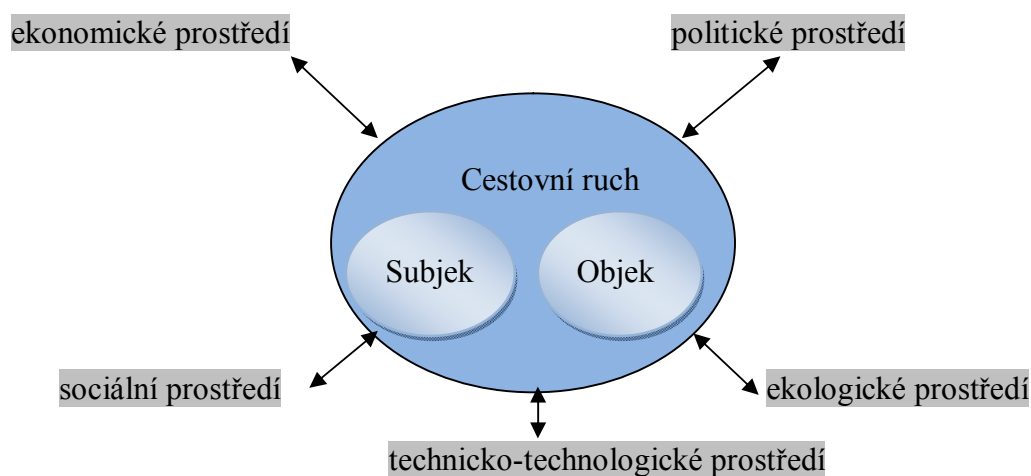 ekonomické prostředí
politické prostředí
Cestovní ruch
Subjek
Objek
sociální prostředí
ekologické prostředí
technicko-technologické prostředí